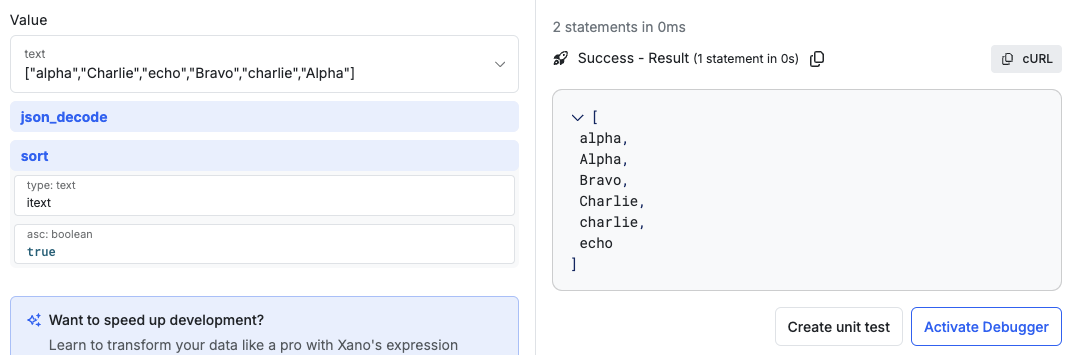 Value
text
["alpha","Charlie","echo","Bravo","charlie","Alpha"]
json_decode
sort
type: text
itext
asc: boolean
true
Want to speed up development?
Learn to transform your data like a pro with Xano's expression
2 statements in 0ms
Success - Result (1 statement in 0s)
cURL
[
alpha,
Alpha,
Bravo,
Charlie,
charlie,
echo
]
Create unit test
Activate Debugger